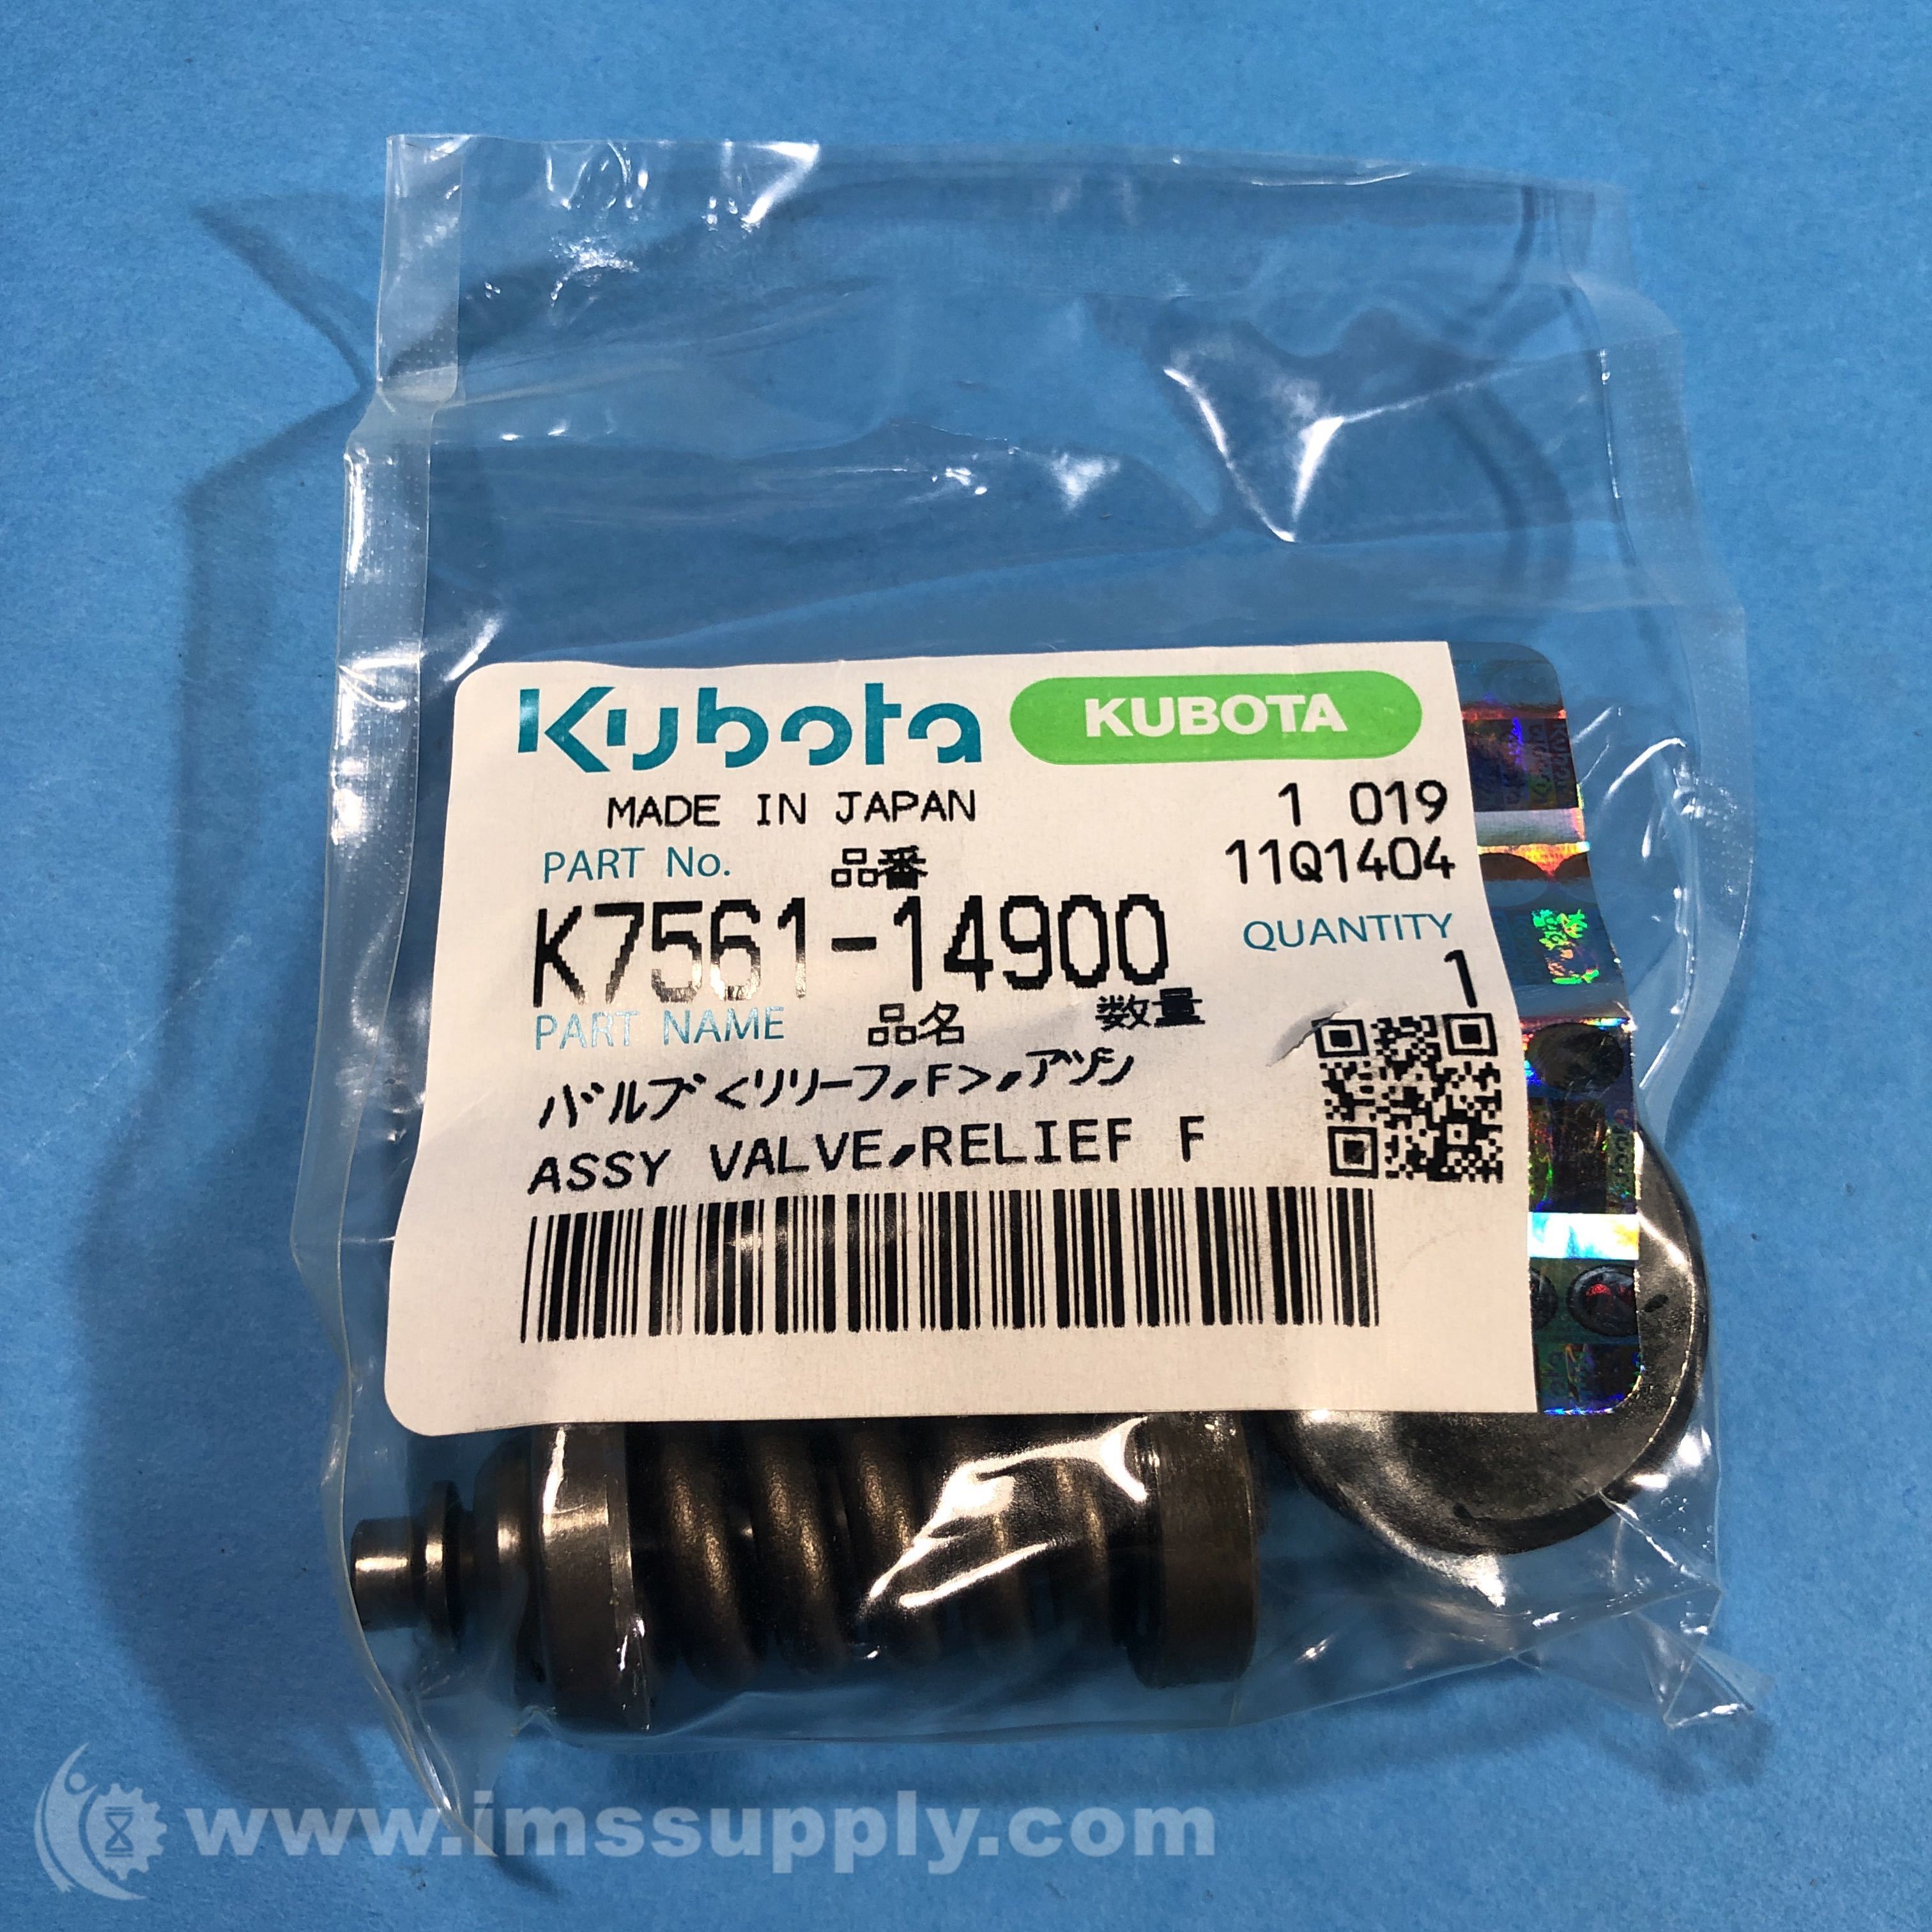 Kubota KUBOTA
MADE IN JAPAN 1 019
PART No. 品番 11Q1404
K7561-14900 QUANTITY
1
PART NAME 品名 数量
バルブ<リリーフ,F>,アツシ
ASSY VALVE,RELIEF F
www.imssupply.com